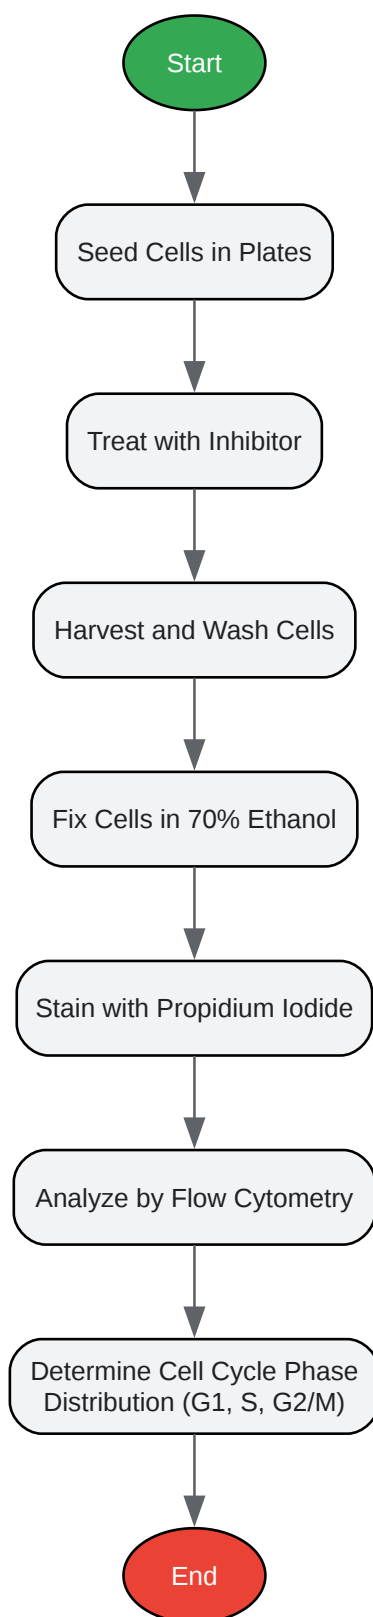 Start
Seed Cells in Plates
Treat with Inhibitor
Harvest and Wash Cells
Fix Cells in 70% Ethanol
Stain with Propidium Iodide
Analyze by Flow Cytometry
Determine Cell Cycle Phase
Distribution (G1, S, G2/M)
End